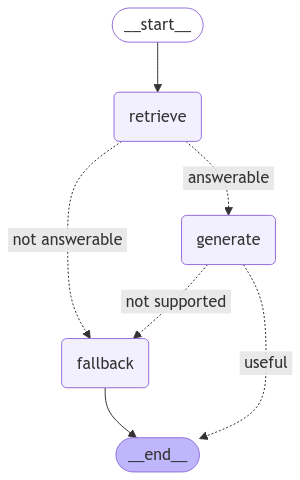 __start__
retrieve
answerable
not answerable
generate
not supported
fallback
useful
__end__